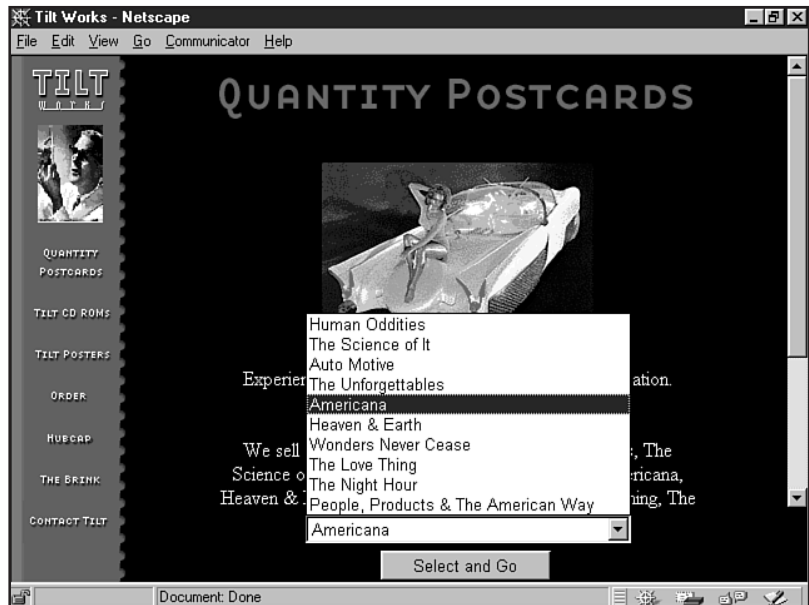 Tilt Works - Netscape
File Edit View Go Communicator Help
TILT
WORKS
QUANTITY POSTCARDS
QUANTITY
POSTCARDS
TILT CD ROMS
TILT POSTERS
ORDER
HUBCAP
THE BRINK
CONTACT TILT
Human Oddities
The Science of It
Auto Motive
The Unforgettables
Americana
Heaven & Earth
Wonders Never Cease
The Love Thing
The Night Hour
People, Products & The American Way
Experien ation.
We sell , The
Science o ricana,
Heaven & ning, The
Americana
Select and Go
Document: Done